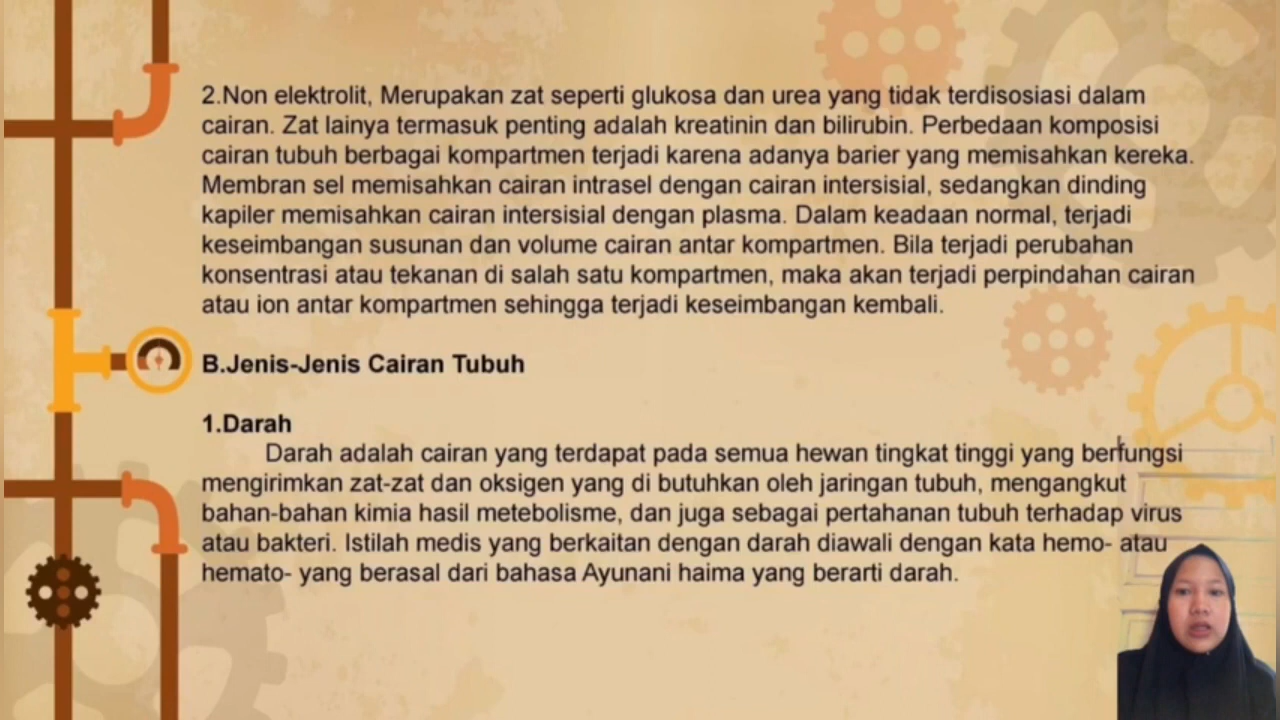 2.Non elektrolit, Merupakan zat seperti glukosa dan urea yang tidak terdisosiasi dalam
cairan. Zat lainya termasuk penting adalah kreatinin dan bilirubin. Perbedaan komposisi
cairan tubuh berbagai kompartmen terjadi karena adanya barier yang memisahkan kereka.
Membran sel memisahkan cairan intrasel dengan cairan intersisial, sedangkan dinding
kapiler memisahkan cairan intersisial dengan plasma. Dalam keadaan normal, terjadi
keseimbangan susunan dan volume cairan antar kompartmen. Bila terjadi perubahan
konsentrasi atau tekanan di salah satu kompartmen, maka akan terjadi perpindahan cairan
atau ion antar kompartmen sehingga terjadi keseimbangan kembali.
B.Jenis-Jenis Cairan Tubuh
1.Darah
Darah adalah cairan yang terdapat pada semua hewan tingkat tinggi yang berfungsi
mengirimkan zat-zat dan oksigen yang di butuhkan oleh jaringan tubuh, mengangkut
bahan-bahan kimia hasil metebolisme, dan juga sebagai pertahanan tubuh terhadap virus
atau bakteri. Istilah medis yang berkaitan dengan darah diawali dengan kata hemo- atau
hemato- yang berasal dari bahasa Ayunani haima yang berarti darah.